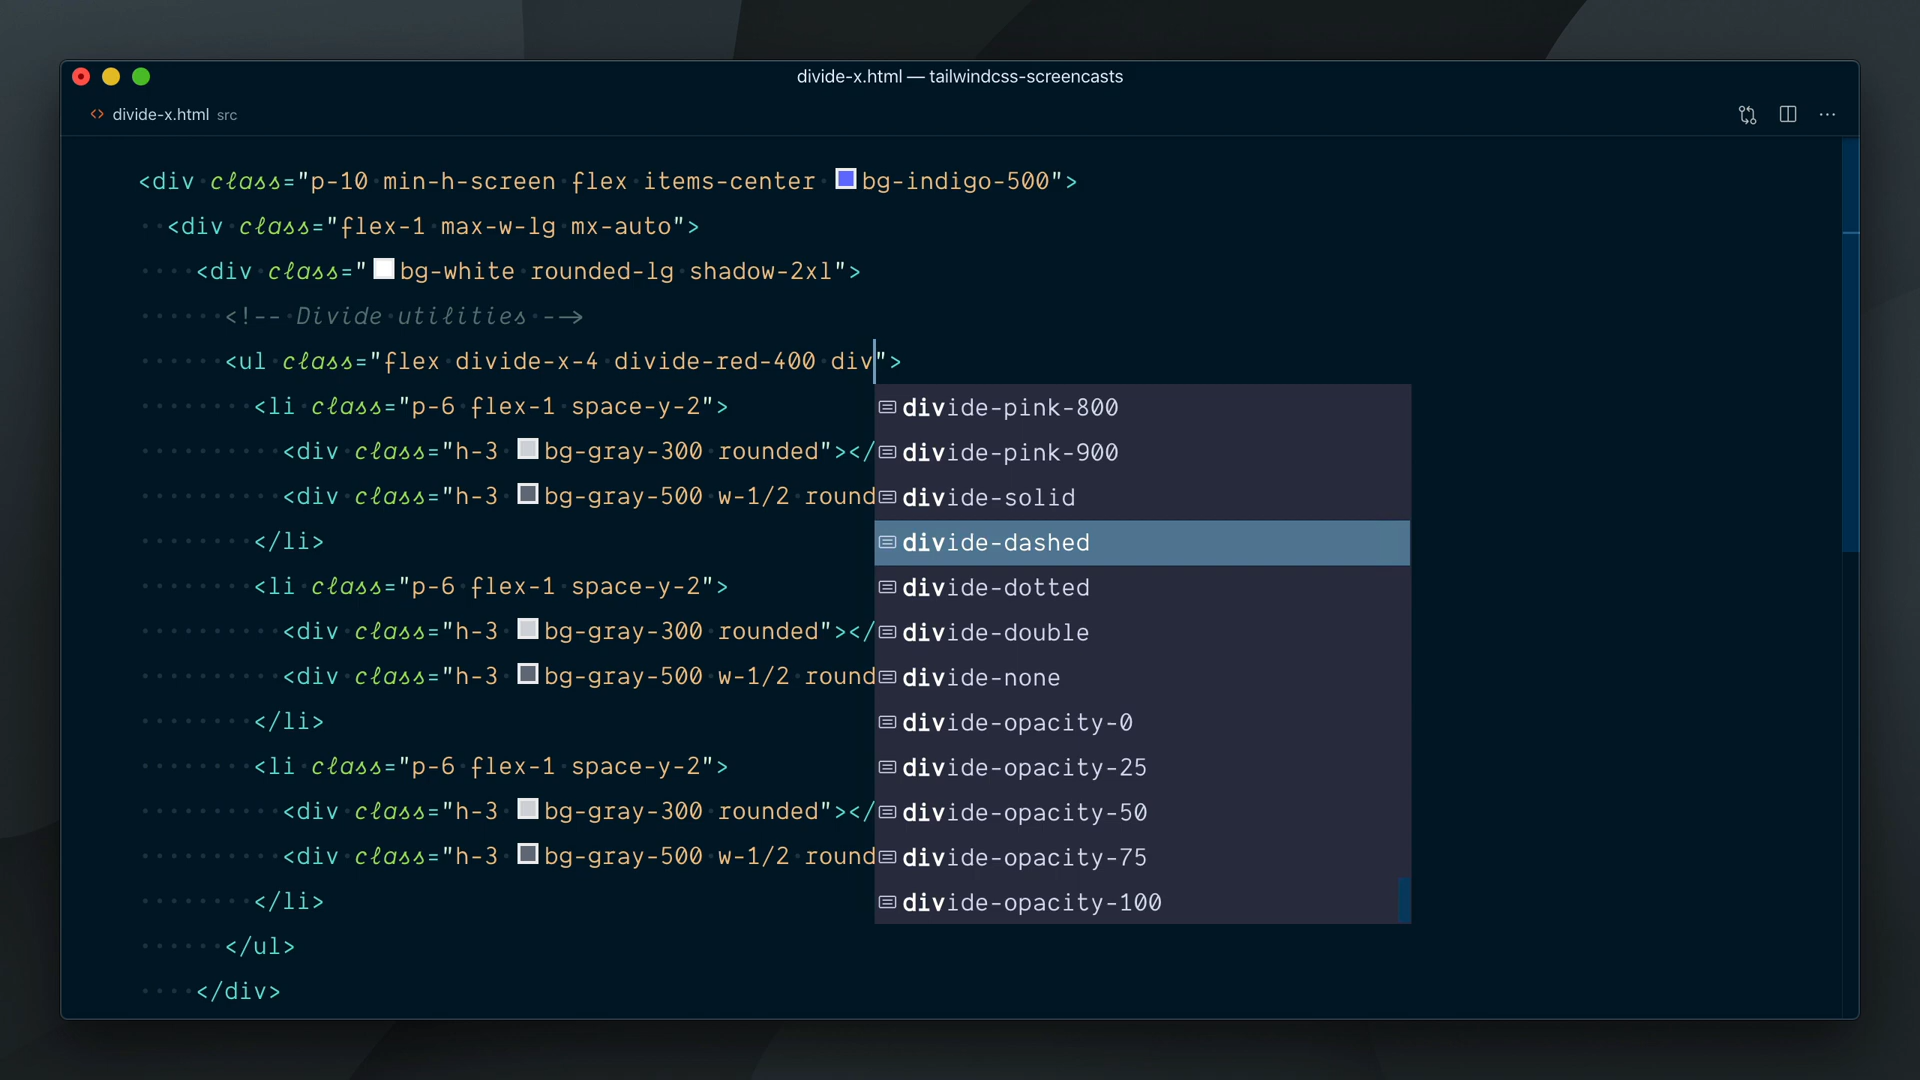 divide-x.html — tailwindcss-screencasts
divide-x.html src
<div class="p-10 min-h-screen flex items-center bg-indigo-500">
<div class="flex-1 max-w-lg mx-auto">
<div class="bg-white rounded-lg shadow-2xl">
<!-- Divide utilities -->
<ul class="flex divide-x-4 divide-red-400 div">
<li class="p-6 flex-1 space-y-2">
<div class="h-3 bg-gray-300 rounded"></
<div class="h-3 bg-gray-500 w-1/2 round
</li>
<li class="p-6 flex-1 space-y-2">
<div class="h-3 bg-gray-300 rounded"></
<div class="h-3 bg-gray-500 w-1/2 round
</li>
<li class="p-6 flex-1 space-y-2">
<div class="h-3 bg-gray-300 rounded"></
<div class="h-3 bg-gray-500 w-1/2 round
</li>
</ul>
</div>
divide-pink-800
divide-pink-900
divide-solid
divide-dashed
divide-dotted
divide-double
divide-none
divide-opacity-0
divide-opacity-25
divide-opacity-50
divide-opacity-75
divide-opacity-100